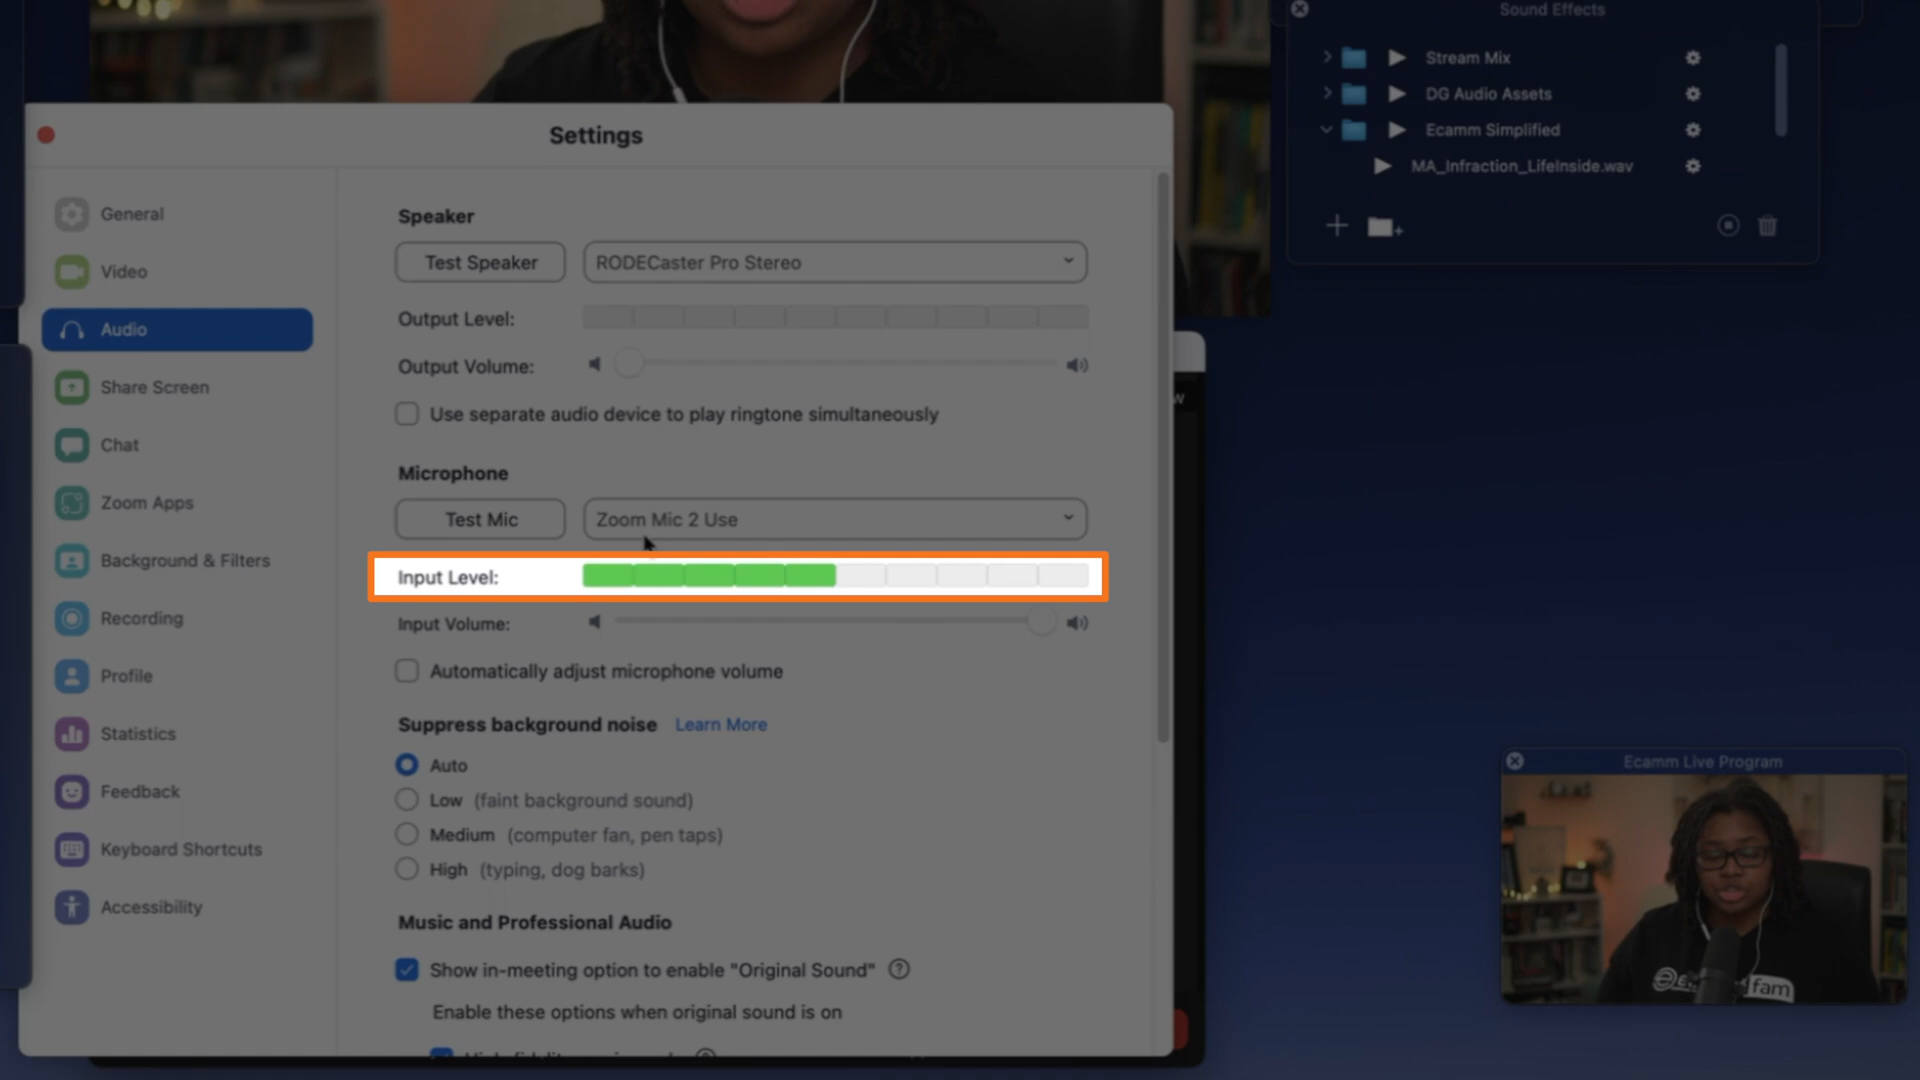 Sound Effects
Stream Mix
DG Audio Assets
Ecamm Simplified
MA_Infraction_LifeInside.wav
Settings
General
Video
Audio
Share Screen
Chat
Zoom Apps
Background & Filters
Recording
Profile
Statistics
Feedback
Keyboard Shortcuts
Accessibility
Speaker
Test Speaker
RODECaster Pro Stereo
Output Level:
Output Volume:
Use separate audio device to play ringtone simultaneously
Microphone
Test Mic
Zoom Mic 2 Use
Input Level:
Input Volume:
Automatically adjust microphone volume
Suppress background noise Learn More
Auto
Low (faint background sound)
Medium (computer fan, pen taps)
High (typing, dog barks)
Music and Professional Audio
Show in-meeting option to enable "Original Sound"
Enable these options when original sound is on
Ecamm Live Program
fam